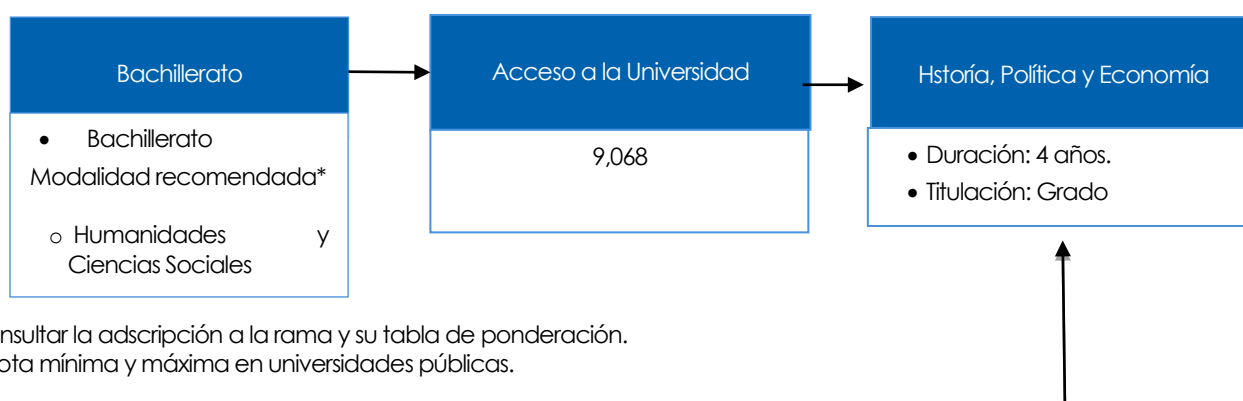 Bachillerato
Acceso a la Universidad
Hstoría, Política y Economía
• Bachillerato
Modalidad recomendada*
o Humanidades y
Ciencias Sociales
9,068
• Duración: 4 años.
• Titulación: Grado
nsultar la adscripción a la rama y su tabla de ponderación.
ota mínima y máxima en universidades públicas.